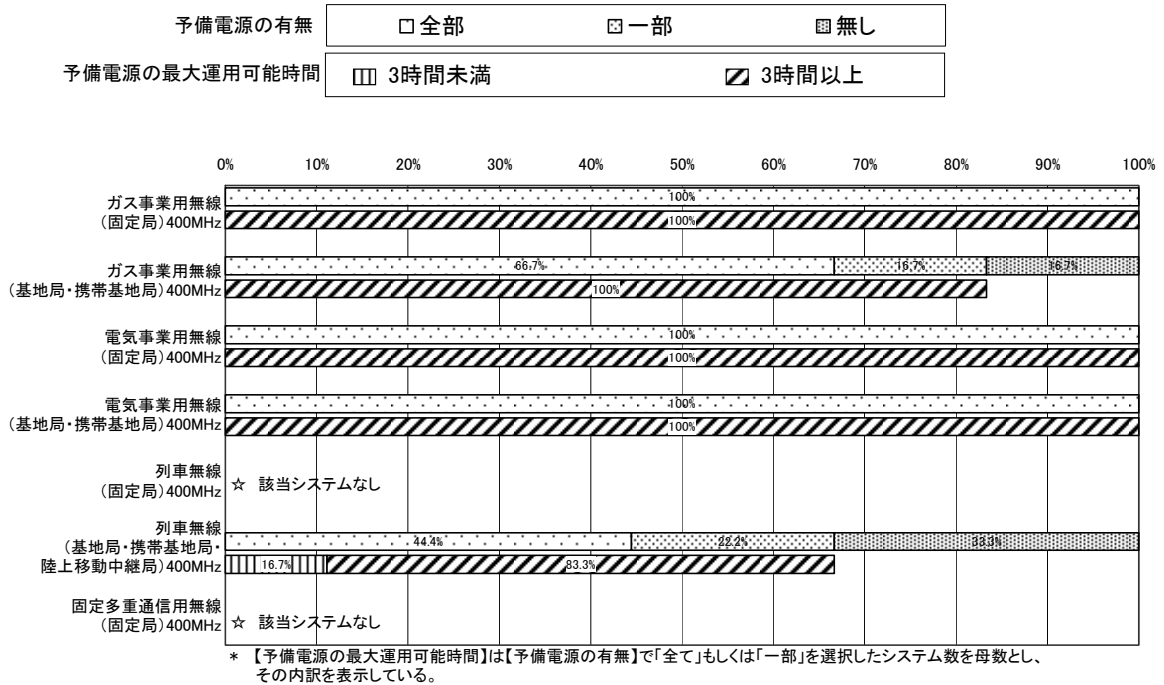 予備電源の有無
全部 一部 無し
予備電源の最大運用可能時間
3時間未満 3時間以上
0% 10% 20% 30% 40% 50% 60% 70% 80% 90% 100%
ガス事業用無線
(固定局)400MHz
100%
100%
ガス事業用無線
(基地局・携帯基地局)400MHz
66.7% 16.7% 16.7%
100%
電気事業用無線
(固定局)400MHz
100%
100%
電気事業用無線
(基地局・携帯基地局)400MHz
100%
100%
列車無線
(固定局)400MHz
☆ 該当システムなし
列車無線
(基地局・携帯基地局・
陸上移動中継局)400MHz
44.4% 22.2% 33.3%
16.7% 83.3%
固定多重通信用無線
(固定局)400MHz
☆ 該当システムなし
* 【予備電源の最大運用可能時間】は【予備電源の有無】で「全て」もしくは「一部」を選択したシステム数を母数とし、
その内訳を表示している。